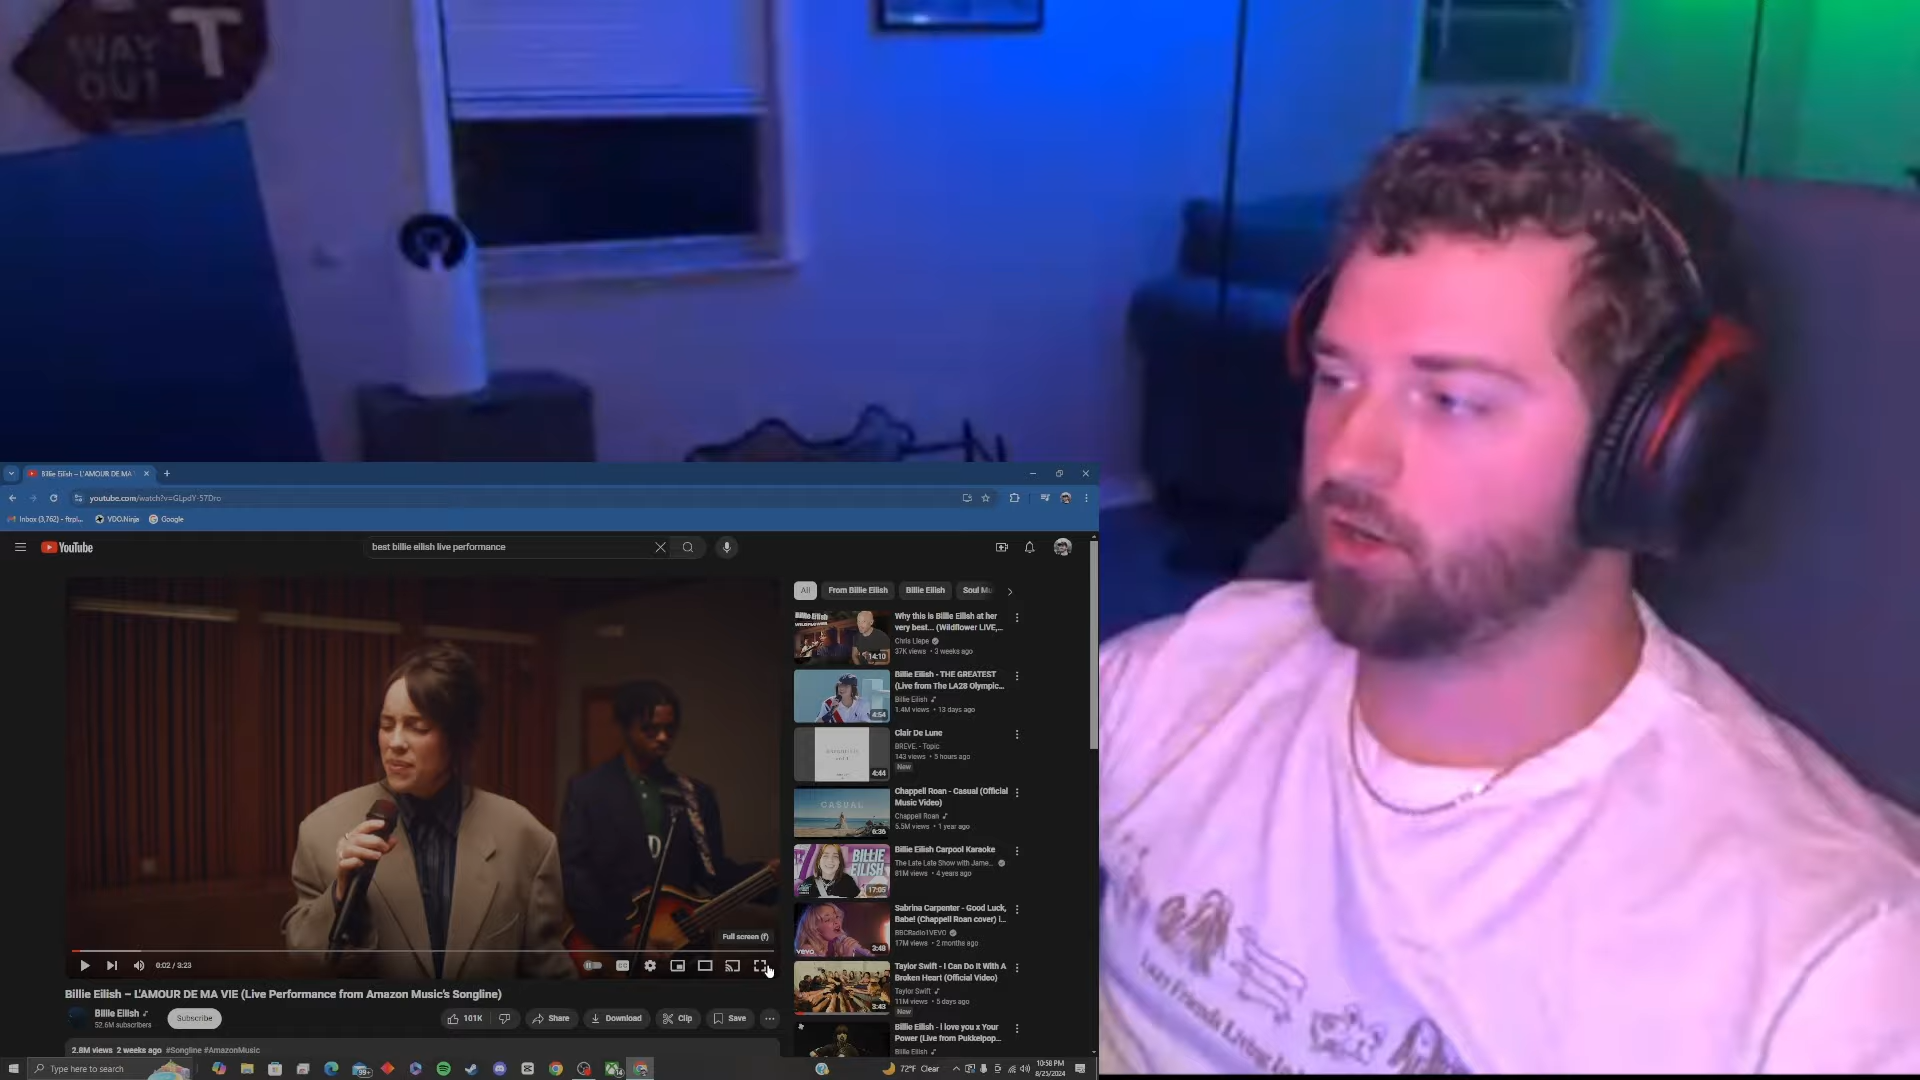 WAY
OUT
T
Billie Eilish – L'AMOUR DE MA
youtube.com/watch?v=GLpdY-57Dro
Inbox (3,762) - ftrpl...
VDO.Ninja
Google
YouTube
best billie eilish live performance
Full screen (f)
0:02 / 3:23
Billie Eilish – L'AMOUR DE MA VIE (Live Performance from Amazon Music's Songline)
Billie Eilish
52.6M subscribers
Subscribe
101K
Share
Download
Clip
Save
2.8M views 2 weeks ago #Songline #AmazonMusic
All
From Billie Eilish
Billie Eilish
Soul Mu
14:10
Why this is Billie Eilish at her
very best... (Wildflower LIVE,...
Chris Liepe
37K views • 3 weeks ago
4:54
Billie Eilish - THE GREATEST
(Live from The LA28 Olympic...
Billie Eilish
1.4M views • 13 days ago
4:44
Clair De Lune
BREVE. - Topic
143 views • 5 hours ago
New
CASUAL
6:36
Chappell Roan - Casual (Official
Music Video)
Chappell Roan
5.5M views • 1 year ago
BILLIE
EILISH
17:05
Billie Eilish Carpool Karaoke
The Late Late Show with Jame...
81M views • 4 years ago
vevo
3:48
Sabrina Carpenter - Good Luck,
Babe! (Chappell Roan cover) i...
BBCRadio1VEVO
17M views • 2 months ago
3:43
Taylor Swift - I Can Do It With A
Broken Heart (Official Video)
Taylor Swift
11M views • 5 days ago
New
Billie Eilish - i love you x Your
Power (Live from Pukkelpop...
Billie Eilish
Type here to search
99+
72°F Clear
10:58 PM
8/25/2024